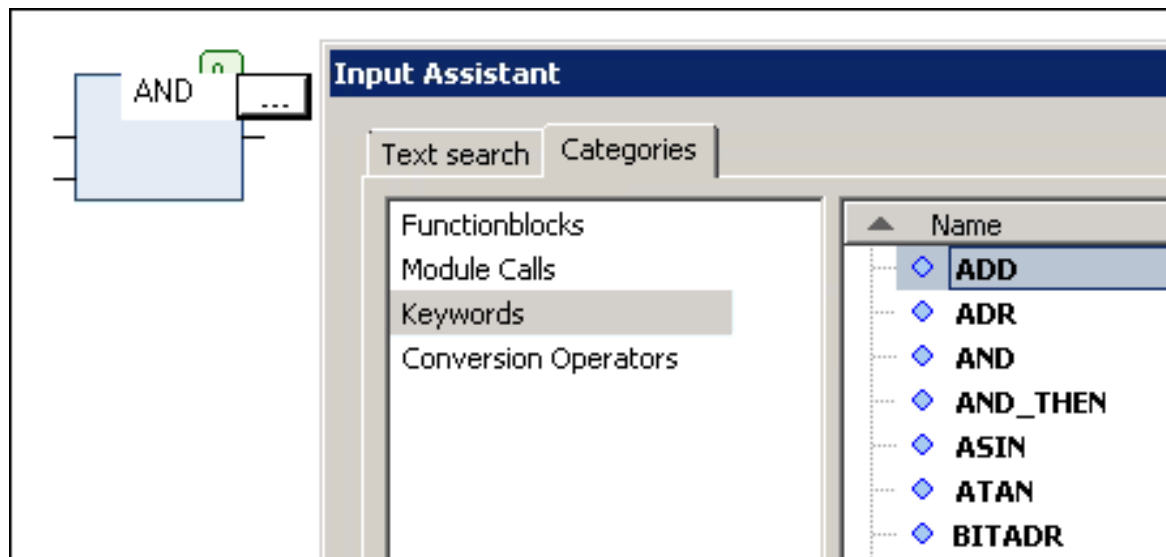 AND
...
Input Assistant
Text search
Categories
Functionblocks
Module Calls
Keywords
Conversion Operators
Name
ADD
ADR
AND
AND_THEN
ASIN
ATAN
BITADR